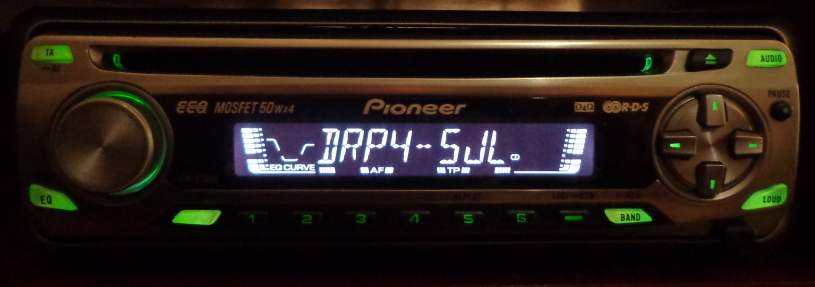 TA
AUDIO
PAUSE
EEQ MOSFET 50Wx4
Pioneer
R·D·S
DRP4-SJL
EQ CURVE
AF
TP
EQ
LOUD
1 2 3 4 5 6
BAND